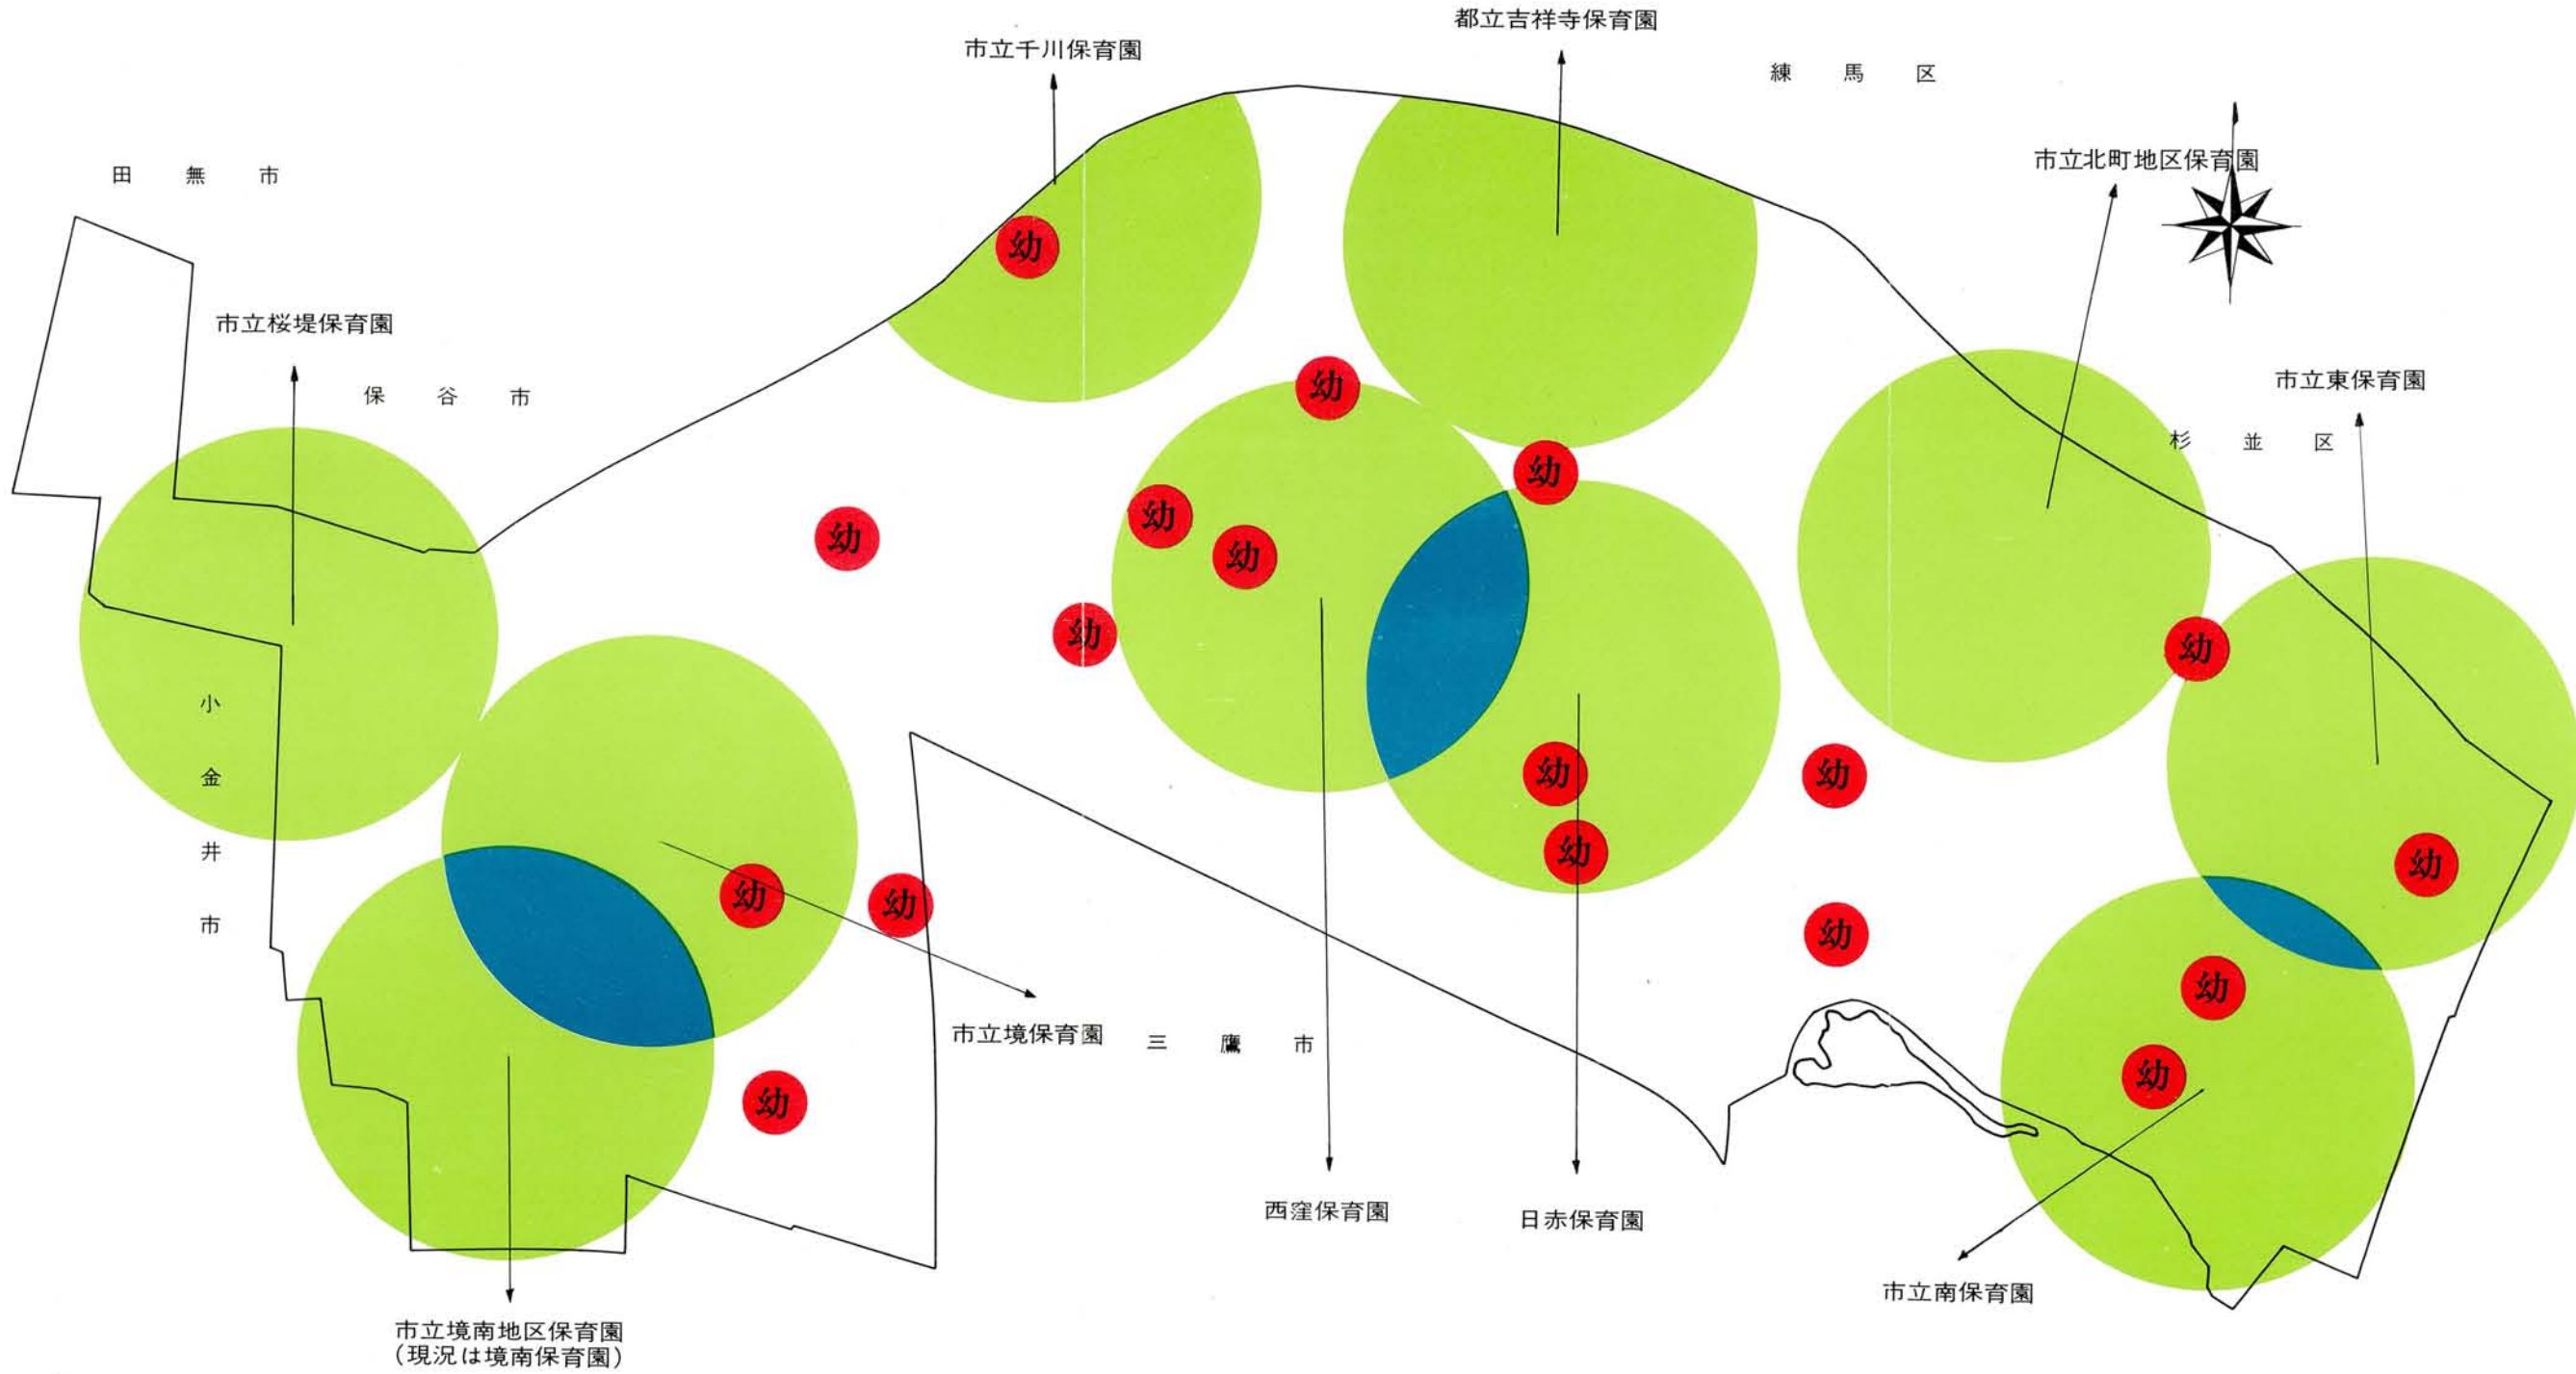 都立吉祥寺保育園
市立千川保育園
練馬区
市立北町地区保育園
田無市
幼
市立桜堤保育園
保谷市
幼
市立東保育園
杉並区
幼
幼
幼
幼
幼
幼
小金井市
幼
幼
幼
幼
幼
幼
幼
幼
幼
市立境保育園
三鷹市
幼
幼
西窪保育園
日赤保育園
市立南保育園
市立境南地区保育園
(現況は境南保育園)